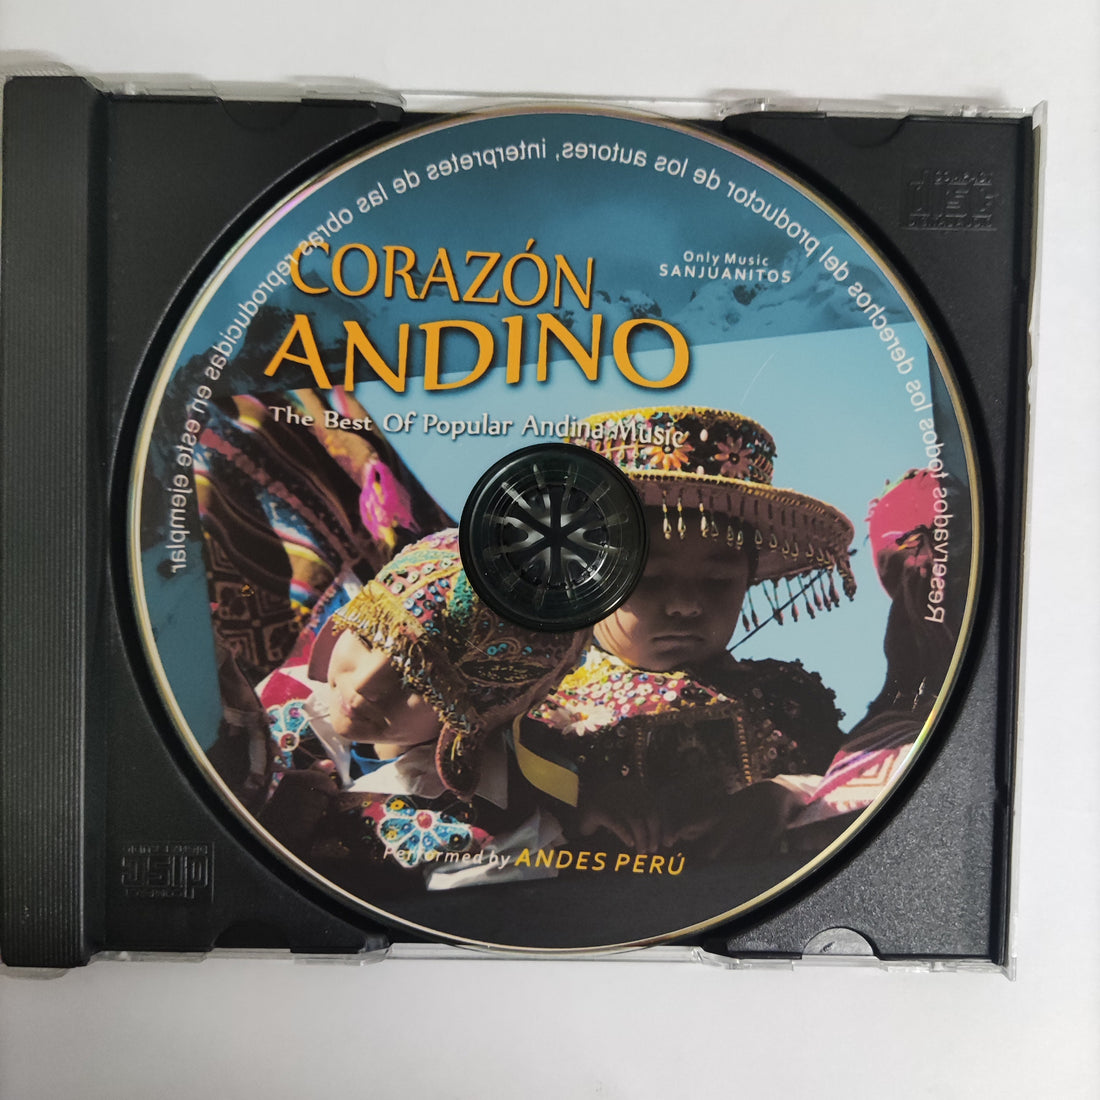 CORAZÓN
ANDINO
The Best Of Popular Andina Music
Only Music
SANJUANITOS
Reservados todos los derechos del productor de los autores, interpretes de las obras reproducidas en este ejemplar
Performed by ANDES PERÚ